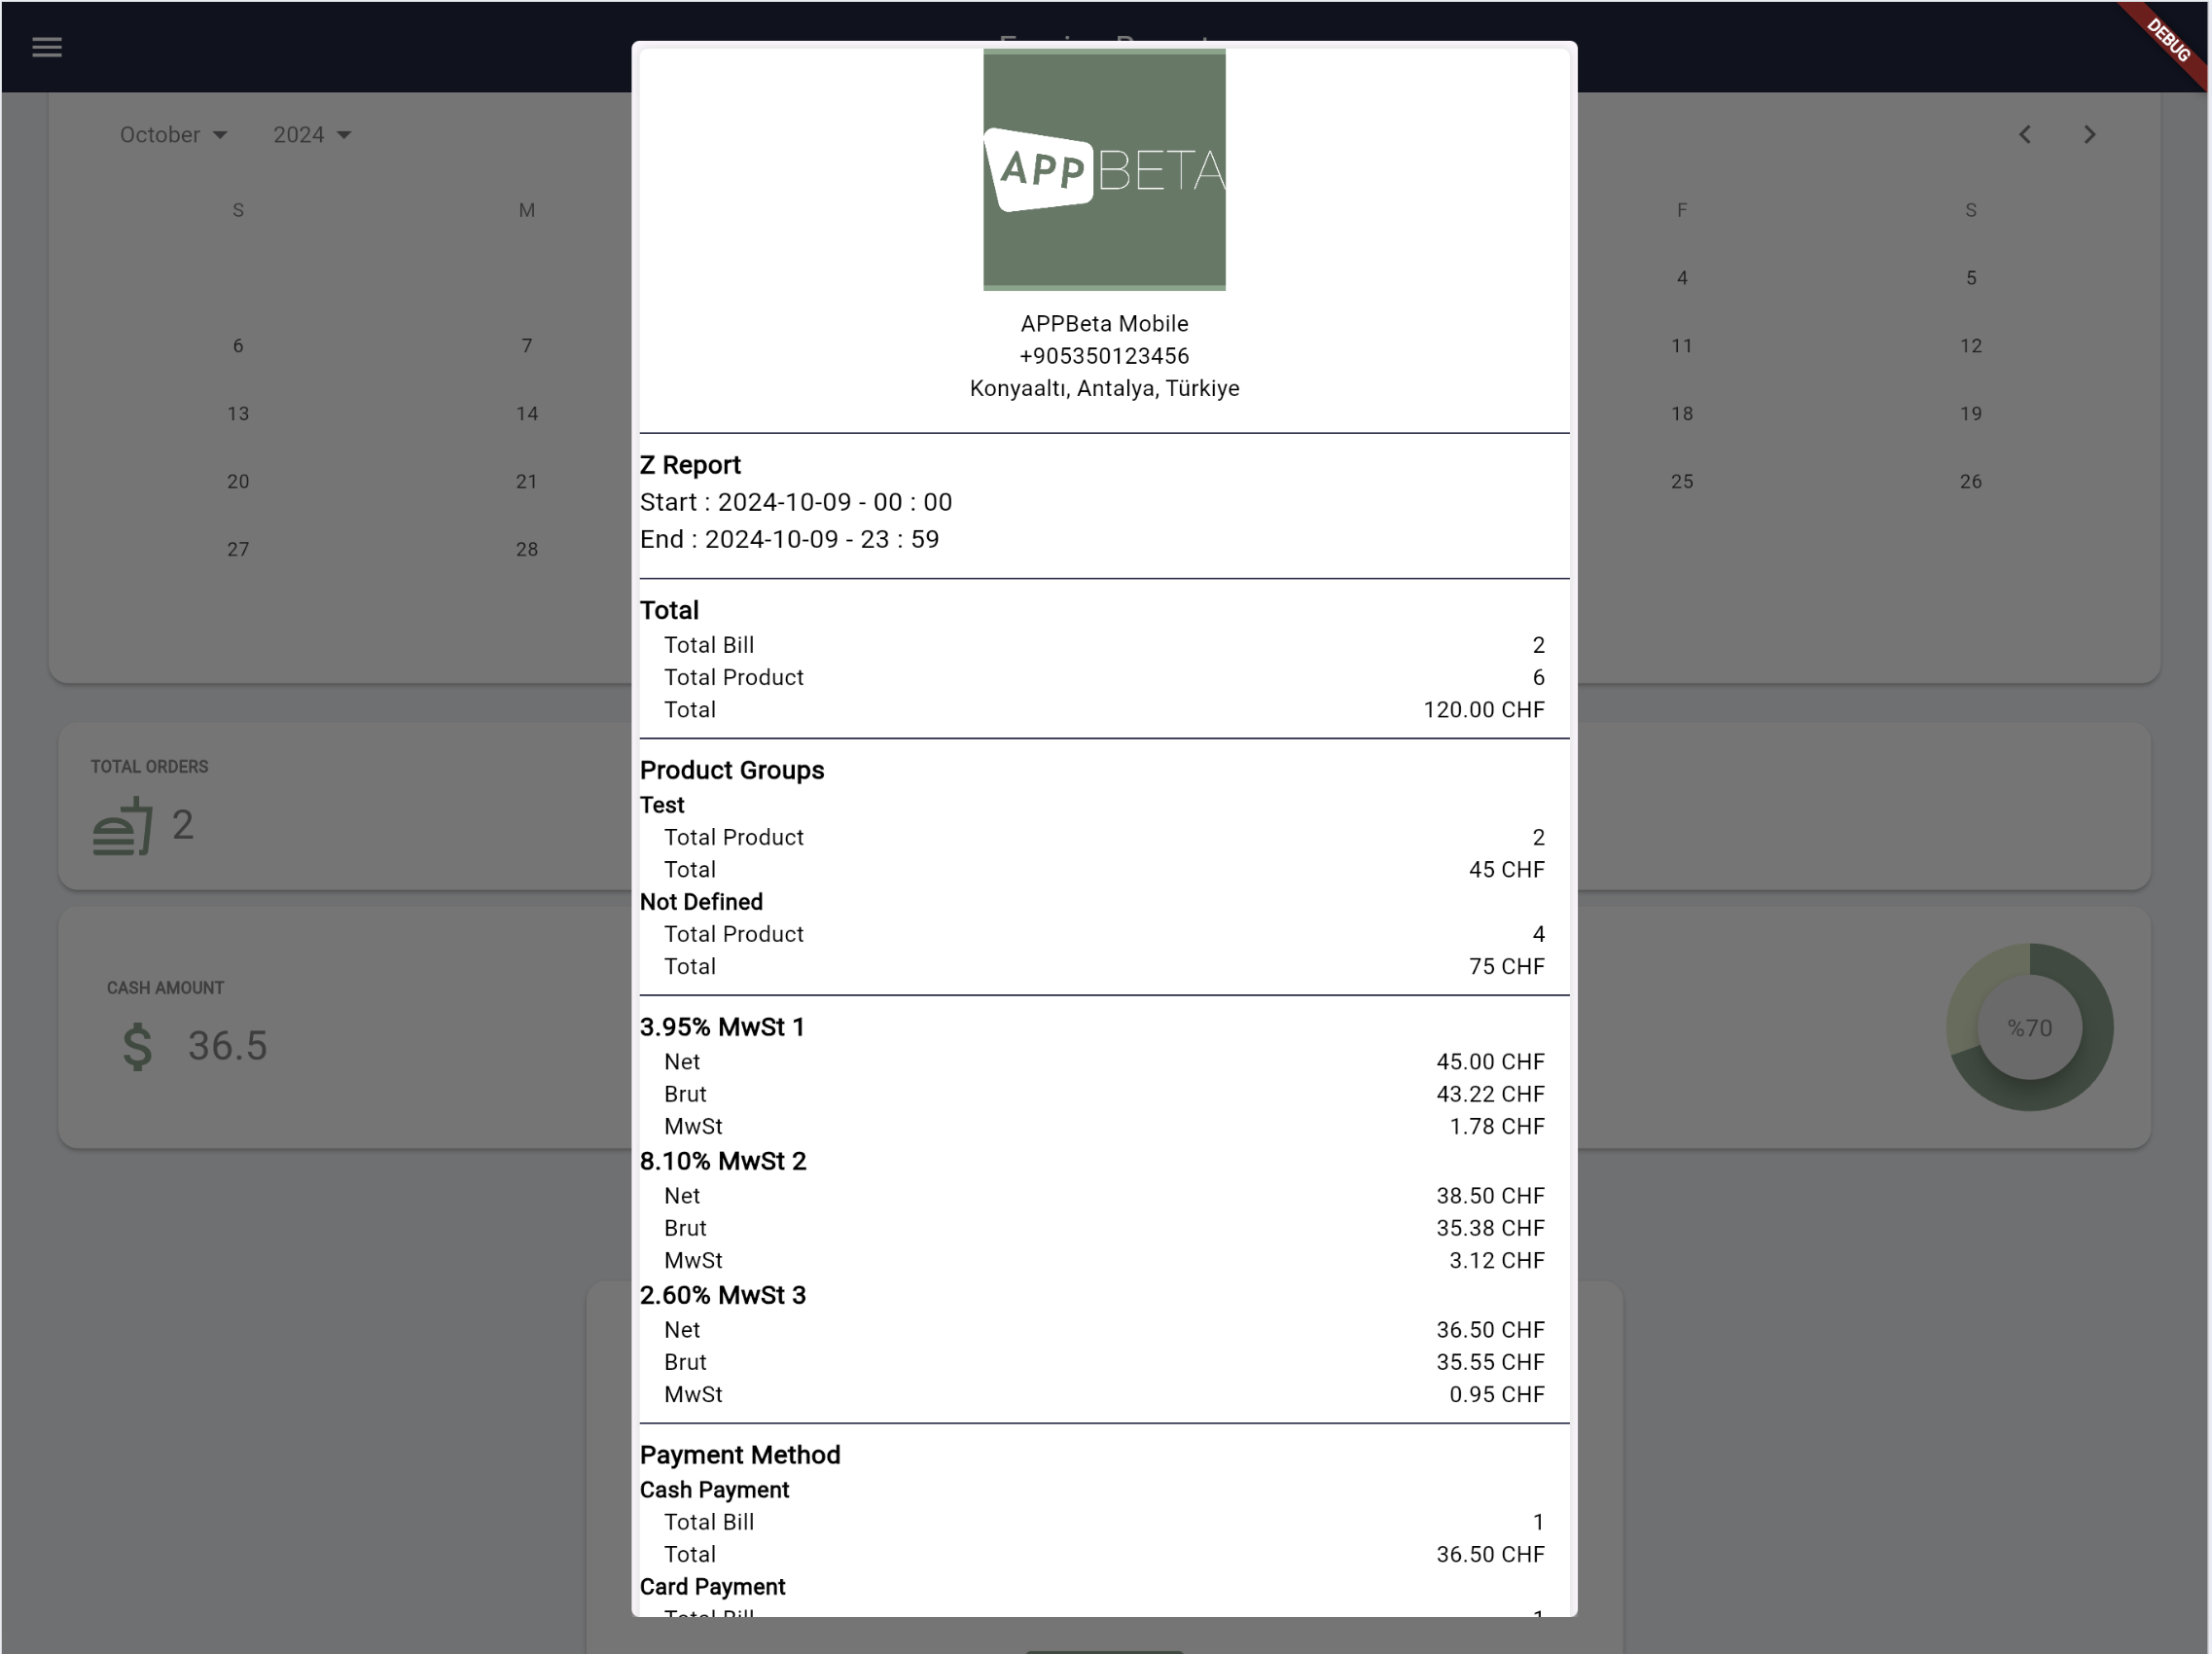 DEBUG
October 2024
S M F S
4 5
6 7 11 12
13 14 18 19
20 21 25 26
27 28
TOTAL ORDERS
2
CASH AMOUNT
$ 36.5
%70
APP BETA
APPBeta Mobile
+905350123456
Konyaaltı, Antalya, Türkiye
Z Report
Start : 2024-10-09 - 00 : 00
End : 2024-10-09 - 23 : 59
Total
Total Bill 2
Total Product 6
Total 120.00 CHF
Product Groups
Test
Total Product 2
Total 45 CHF
Not Defined
Total Product 4
Total 75 CHF
3.95% MwSt 1
Net 45.00 CHF
Brut 43.22 CHF
MwSt 1.78 CHF
8.10% MwSt 2
Net 38.50 CHF
Brut 35.38 CHF
MwSt 3.12 CHF
2.60% MwSt 3
Net 36.50 CHF
Brut 35.55 CHF
MwSt 0.95 CHF
Payment Method
Cash Payment
Total Bill 1
Total 36.50 CHF
Card Payment
Total Bill 1